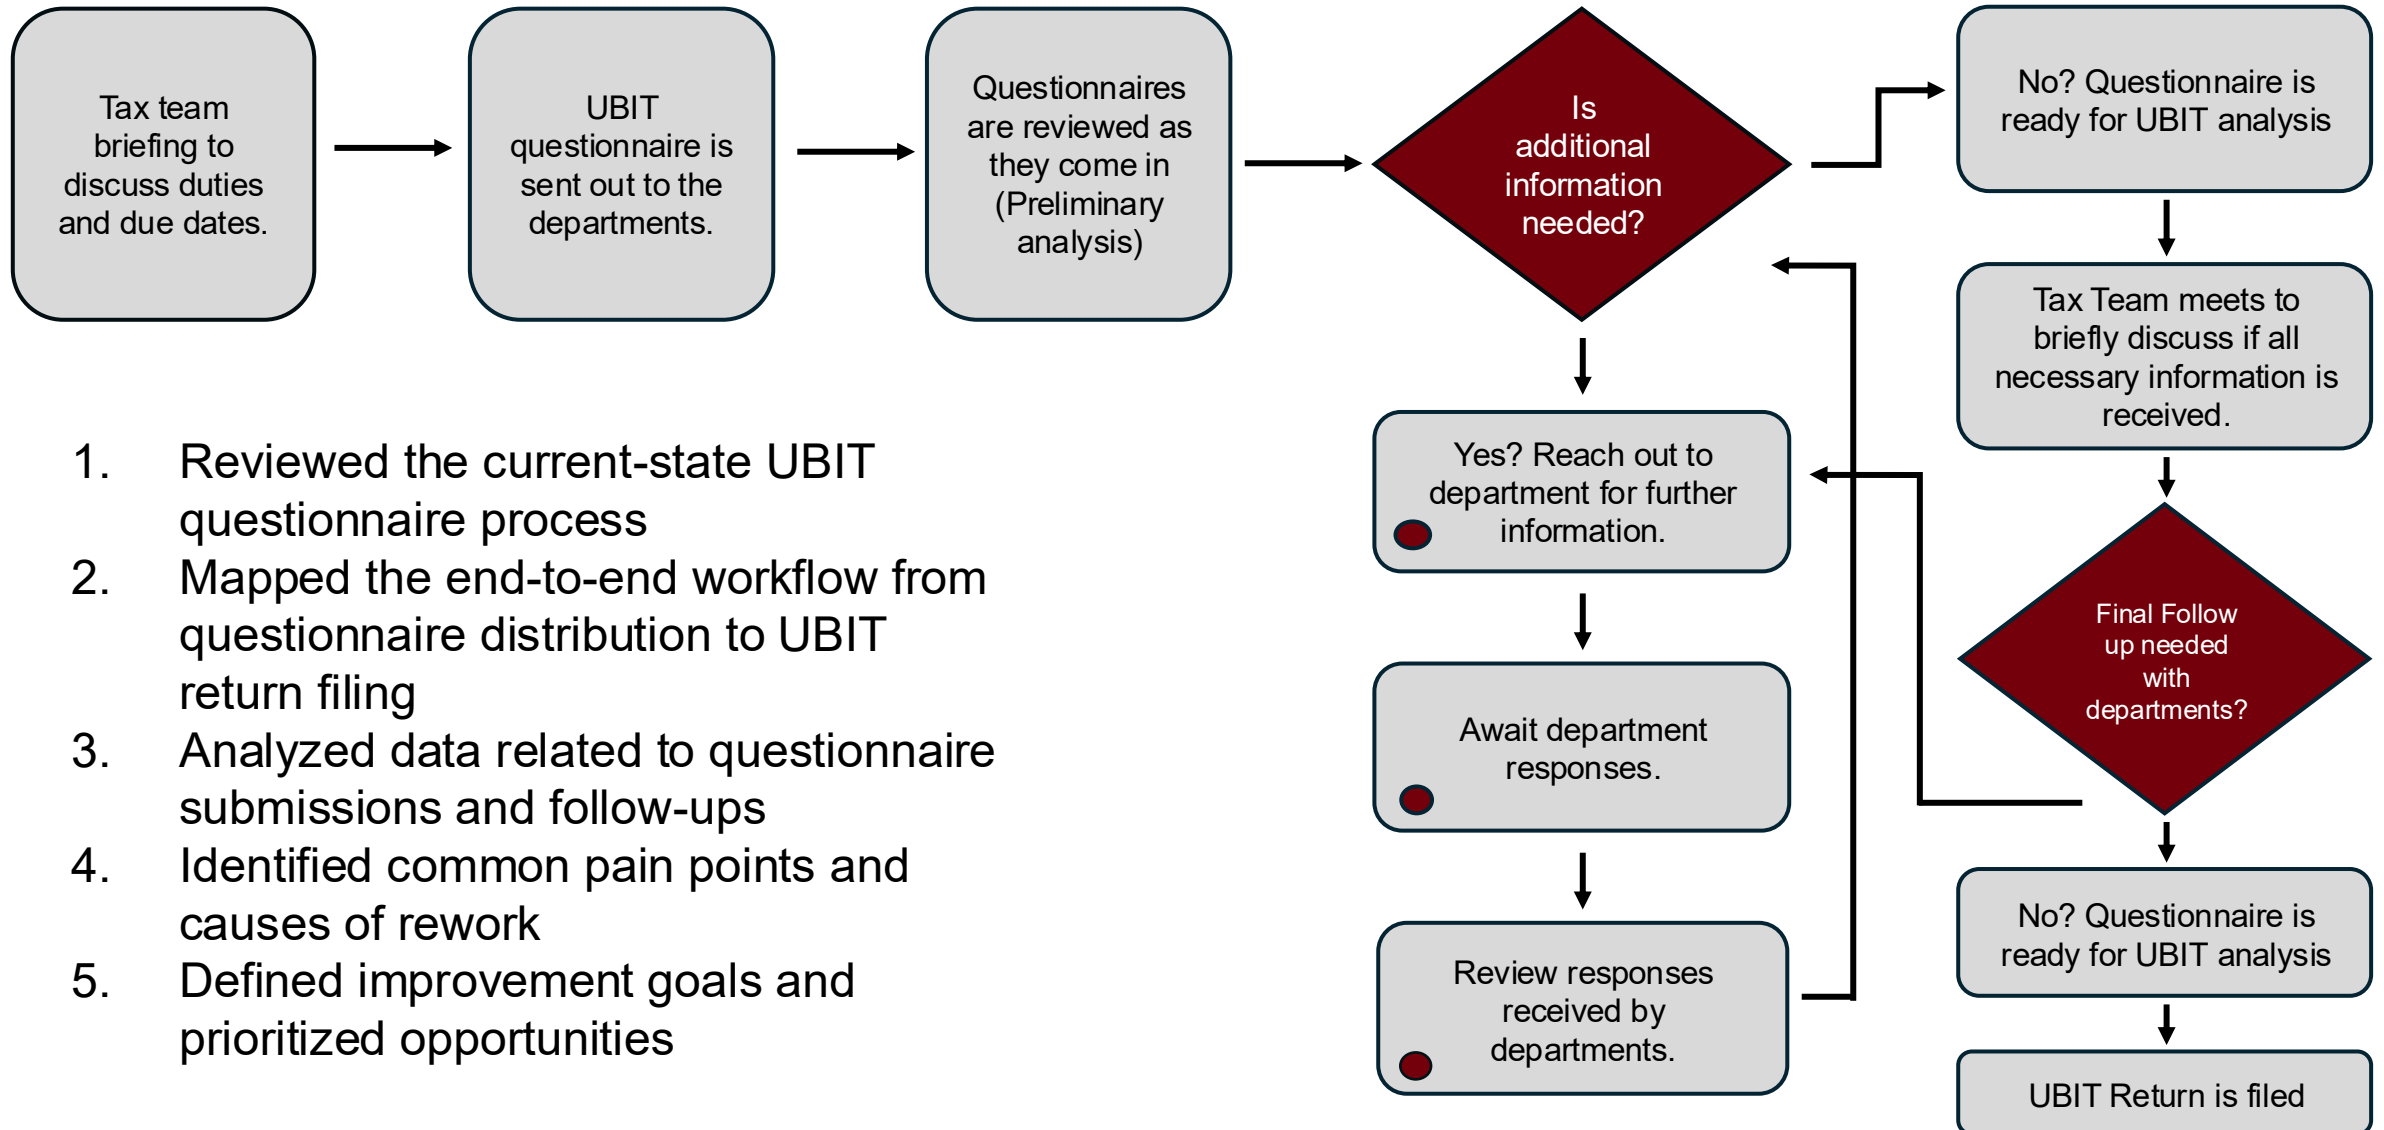 Tax team
briefing to
discuss duties
and due dates.
UBIT
questionnaire is
sent out to the
departments.
Questionnaires
are reviewed as
they come in
(Preliminary
analysis)
Is
additional
information
needed?
No? Questionnaire is
ready for UBIT analysis
Tax Team meets to
briefly discuss if all
necessary information is
received.
Yes? Reach out to
department for further
information.
Await department
responses.
Review responses
received by
departments.
Final Follow
up needed
with
departments?
No? Questionnaire is
ready for UBIT analysis
UBIT Return is filed
1. Reviewed the current-state UBIT
questionnaire process
2. Mapped the end-to-end workflow from
questionnaire distribution to UBIT
return filing
3. Analyzed data related to questionnaire
submissions and follow-ups
4. Identified common pain points and
causes of rework
5. Defined improvement goals and
prioritized opportunities